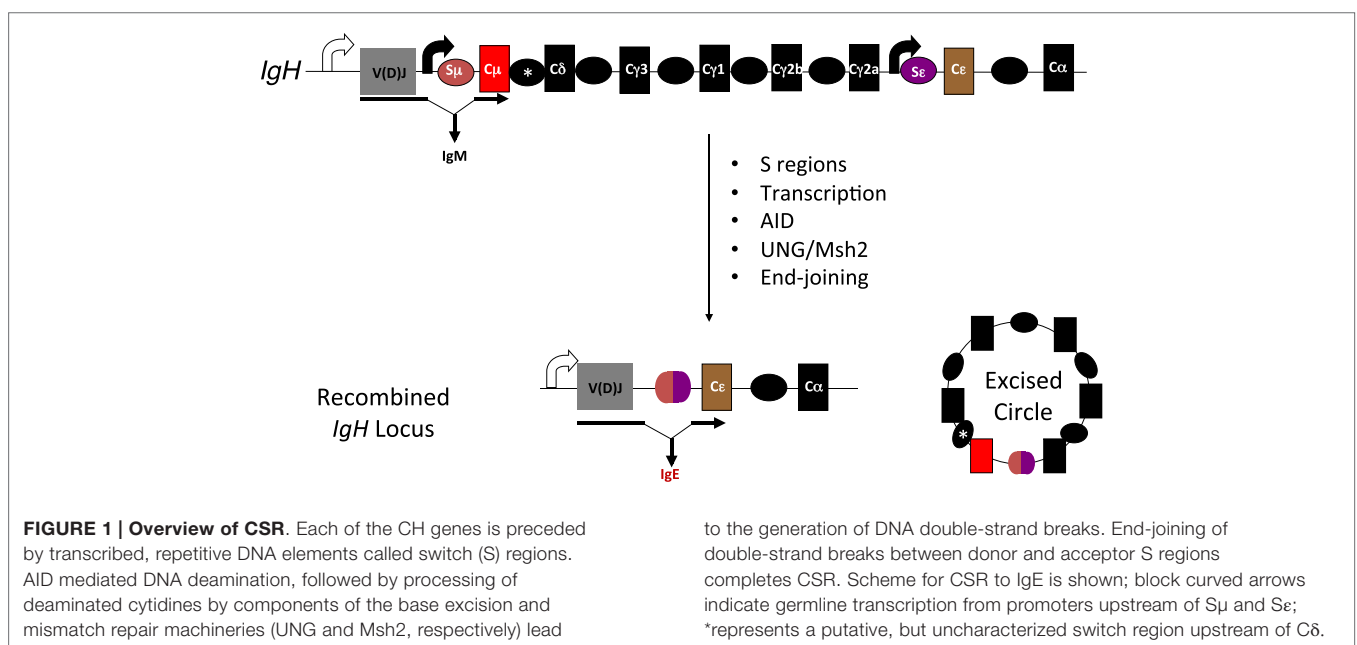 IgH
V(D)J
Sμ
Cμ
*
Cδ
Cγ3
Cγ1
Cγ2b
Cγ2a
Sε
Cε
Cα
IgM
• S regions
• Transcription
• AID
• UNG/Msh2
• End-joining
Recombined
IgH Locus
V(D)J
Cε
Cα
IgE
Excised
Circle
*
FIGURE 1 | Overview of CSR. Each of the CH genes is preceded
by transcribed, repetitive DNA elements called switch (S) regions.
AID mediated DNA deamination, followed by processing of
deaminated cytidines by components of the base excision and
mismatch repair machineries (UNG and Msh2, respectively) lead
to the generation of DNA double-strand breaks. End-joining of
double-strand breaks between donor and acceptor S regions
completes CSR. Scheme for CSR to IgE is shown; block curved arrows
indicate germline transcription from promoters upstream of Sμ and Sε;
*represents a putative, but uncharacterized switch region upstream of Cδ.